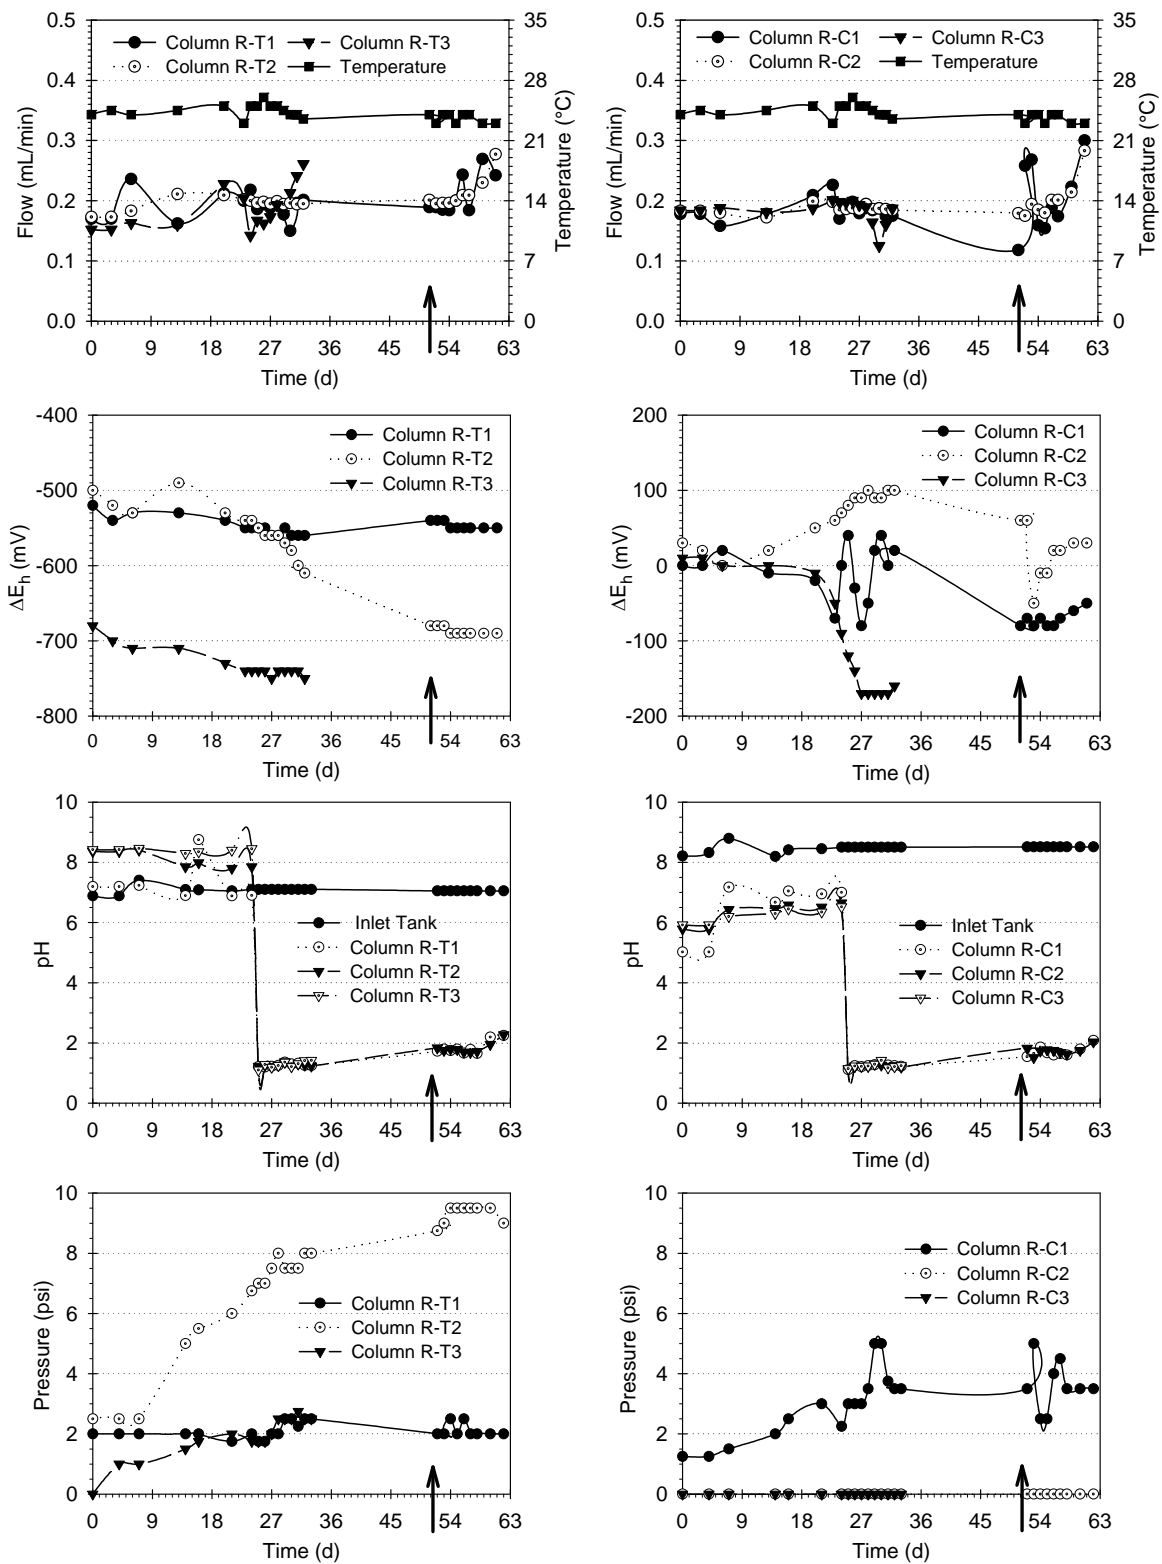 0.5
0.4
0.3
0.2
0.1
0.0
Flow (mL/min)
Column R-T1
Column R-T3
Column R-T2
Temperature
35
28
21
14
7
0
Temperature (°C)
0 9 18 27 36 45 54 63
Time (d)
0.5
0.4
0.3
0.2
0.1
0.0
Flow (mL/min)
Column R-C1
Column R-C3
Column R-C2
Temperature
35
28
21
14
7
0
Temperature (°C)
0 9 18 27 36 45 54 63
Time (d)
-400
-500
-600
-700
-800
ΔEh (mV)
Column R-T1
Column R-T2
Column R-T3
0 9 18 27 36 45 54 63
Time (d)
200
100
0
-100
-200
ΔEh (mV)
Column R-C1
Column R-C2
Column R-C3
0 9 18 27 36 45 54 63
Time (d)
10
8
6
4
2
0
pH
Inlet Tank
Column R-T1
Column R-T2
Column R-T3
0 9 18 27 36 45 54 63
Time (d)
10
8
6
4
2
0
pH
Inlet Tank
Column R-C1
Column R-C2
Column R-C3
0 9 18 27 36 45 54 63
Time (d)
10
8
6
4
2
0
Pressure (psi)
Column R-T1
Column R-T2
Column R-T3
0 9 18 27 36 45 54 63
Time (d)
10
8
6
4
2
0
Pressure (psi)
Column R-C1
Column R-C2
Column R-C3
0 9 18 27 36 45 54 63
Time (d)